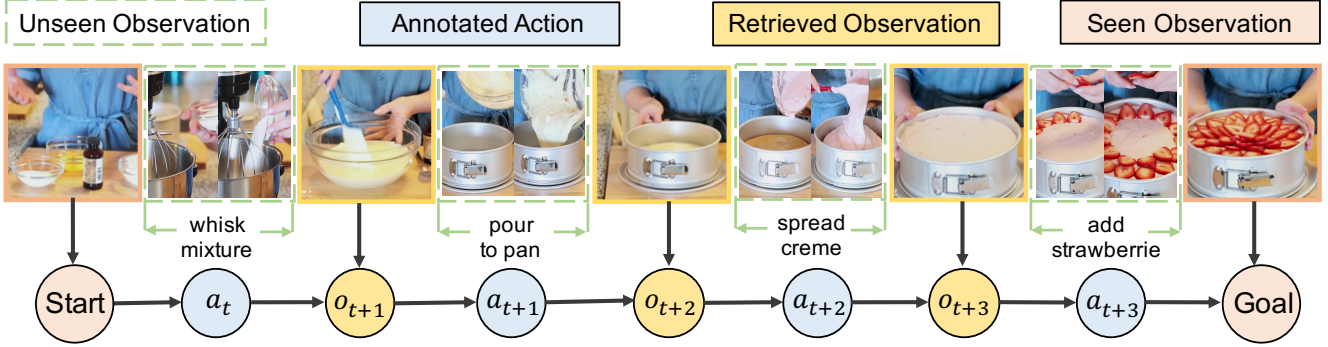 Unseen Observation
Annotated Action
Retrieved Observation
Seen Observation
whisk
mixture
pour
to pan
spread
creme
add
strawberrie
Start
a_t
o_{t+1}
a_{t+1}
o_{t+2}
a_{t+2}
o_{t+3}
a_{t+3}
Goal